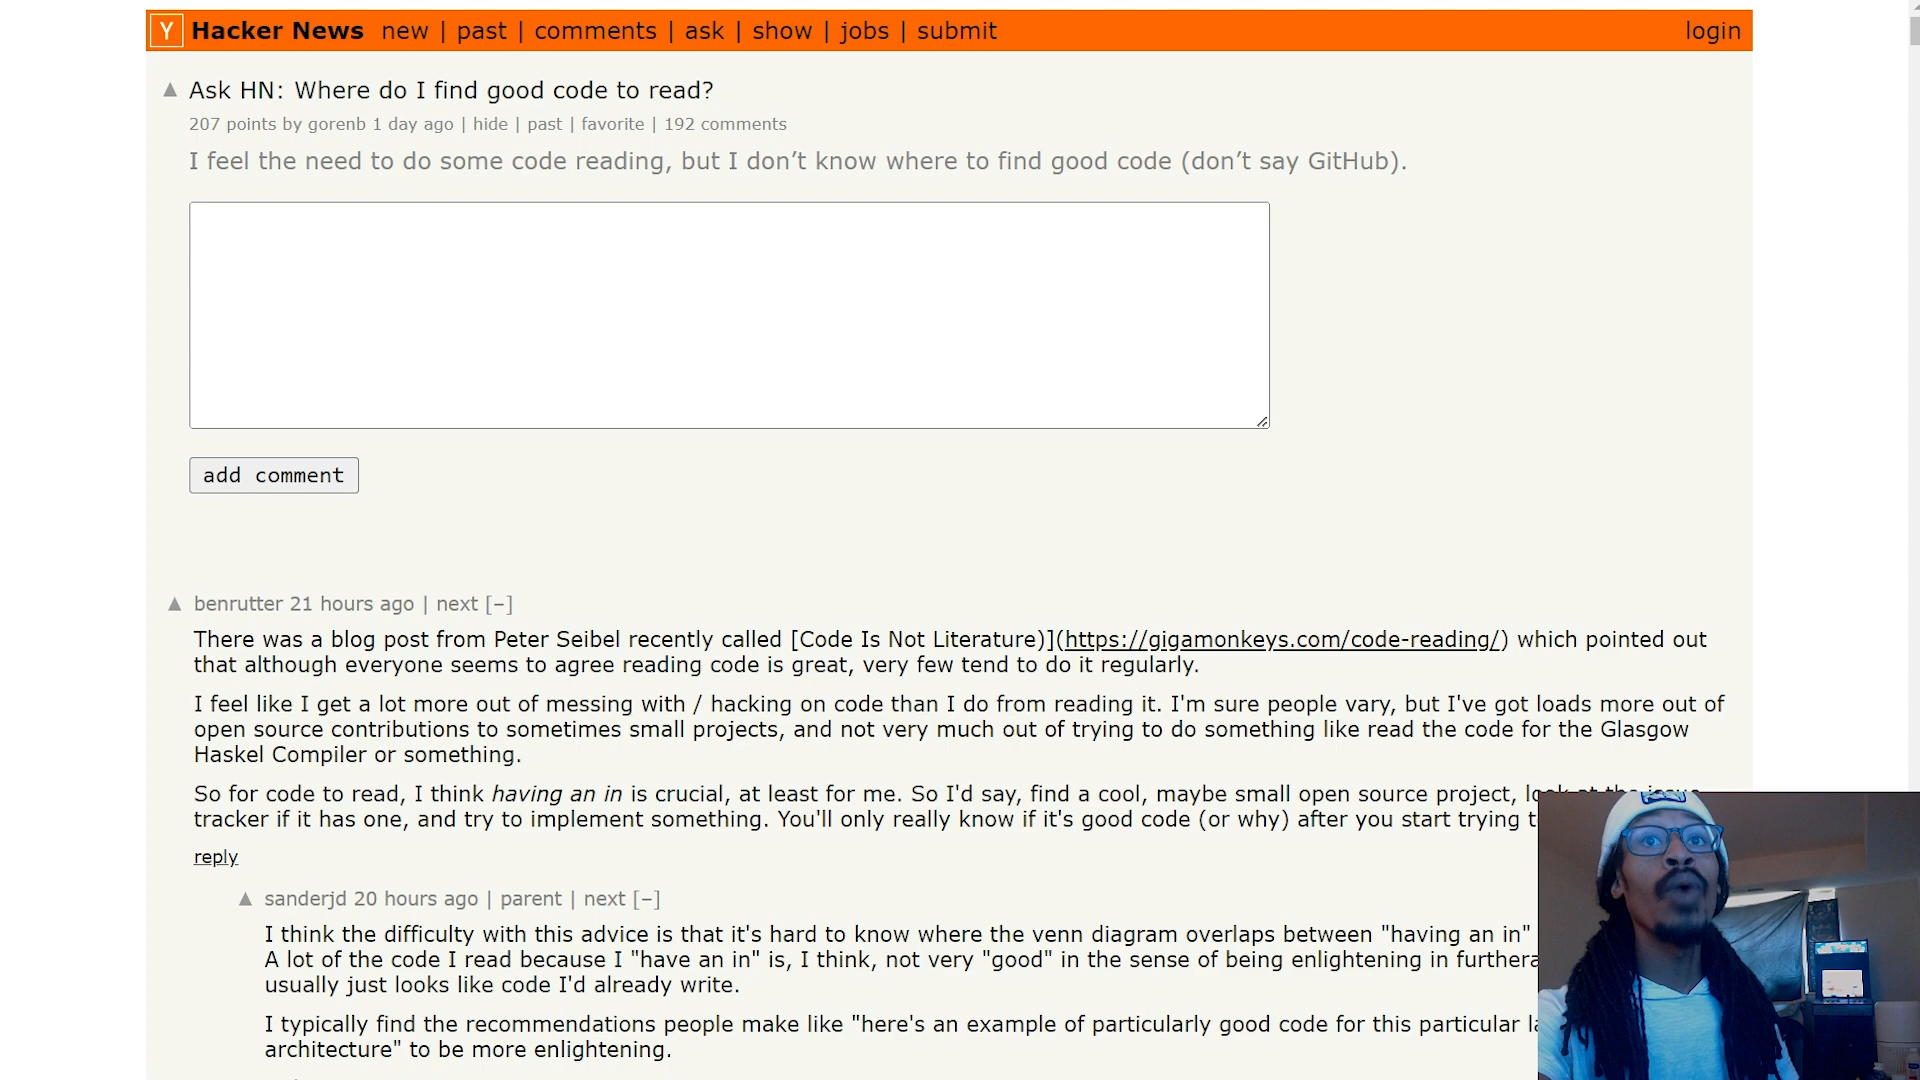 Y Hacker News new | past | comments | ask | show | jobs | submit login
▲ Ask HN: Where do I find good code to read?
207 points by gorenb 1 day ago | hide | past | favorite | 192 comments
I feel the need to do some code reading, but I don’t know where to find good code (don’t say GitHub).
add comment
▲ benrutter 21 hours ago | next [–]
There was a blog post from Peter Seibel recently called [Code Is Not Literature)](https://gigamonkeys.com/code-reading/) which pointed out
that although everyone seems to agree reading code is great, very few tend to do it regularly.
I feel like I get a lot more out of messing with / hacking on code than I do from reading it. I'm sure people vary, but I've got loads more out of
open source contributions to sometimes small projects, and not very much out of trying to do something like read the code for the Glasgow
Haskel Compiler or something.
So for code to read, I think having an in is crucial, at least for me. So I'd say, find a cool, maybe small open source project,
tracker if it has one, and try to implement something. You'll only really know if it's good code (or why) after you start trying
reply
▲ sanderjd 20 hours ago | parent | next [–]
I think the difficulty with this advice is that it's hard to know where the venn diagram overlaps between "having an in"
A lot of the code I read because I "have an in" is, I think, not very "good" in the sense of being enlightening in
usually just looks like code I'd already write.
I typically find the recommendations people make like "here's an example of particularly good code for this particular
architecture" to be more enlightening.